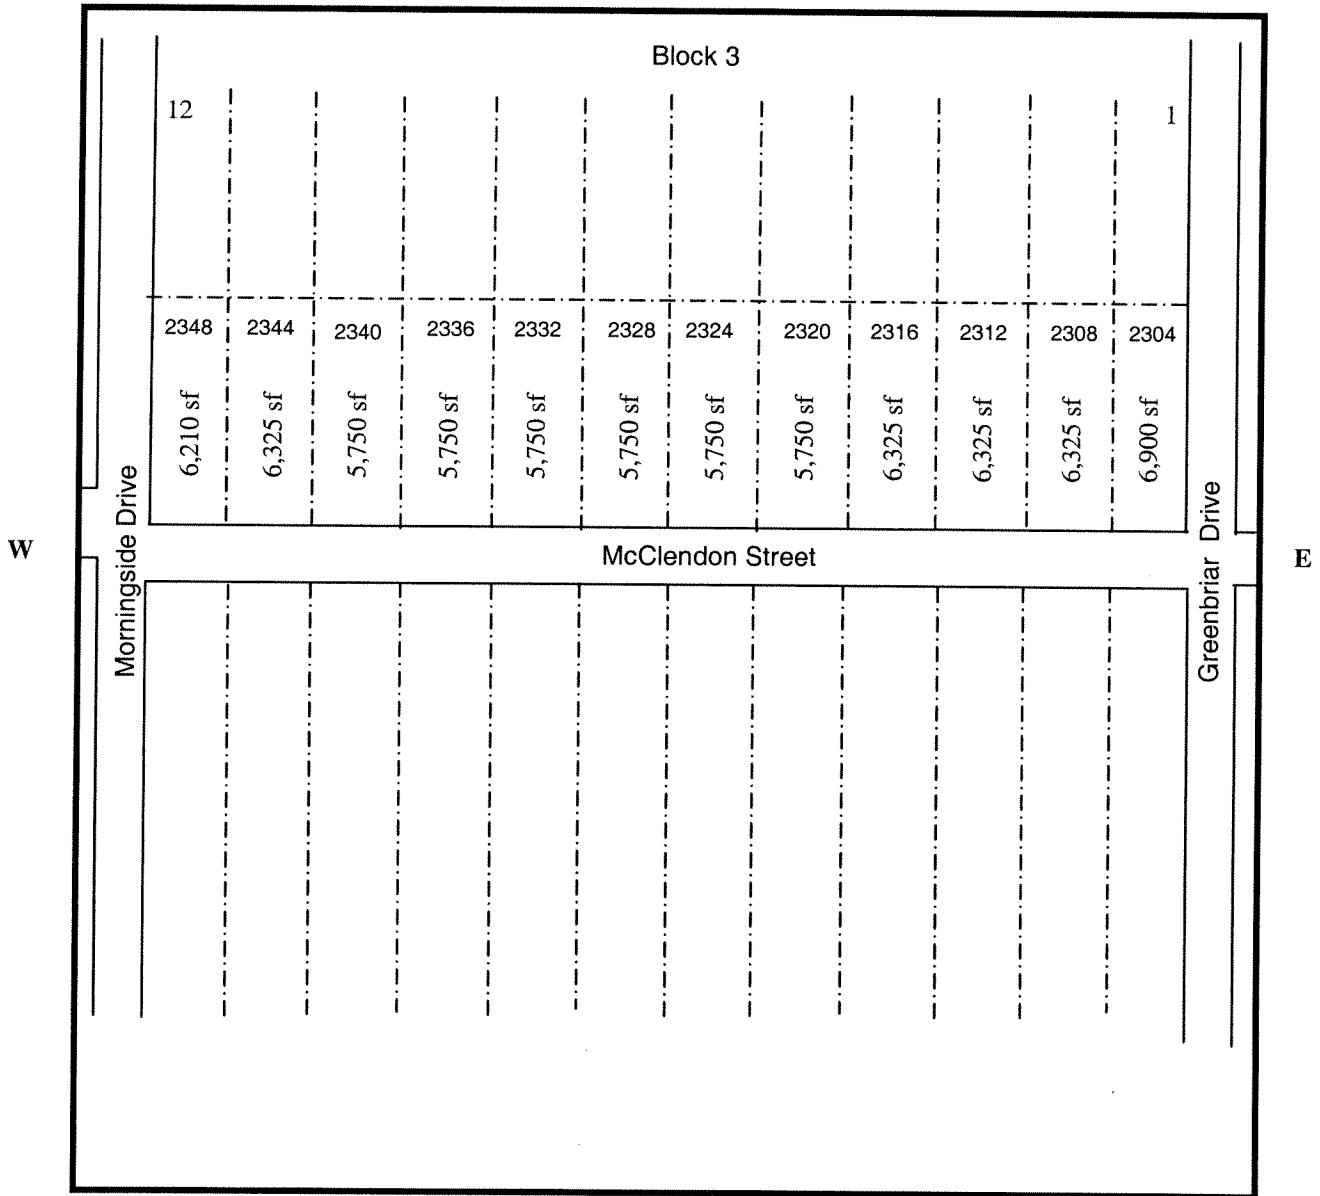 Block 3
12
1
2348 2344 2340 2336 2332 2328 2324 2320 2316 2312 2308 2304
6,210 sf
6,325 sf
5,750 sf
5,750 sf
5,750 sf
5,750 sf
5,750 sf
5,750 sf
6,325 sf
6,325 sf
6,325 sf
6,900 sf
Morningside Drive
Greenbriar Drive
W
McClendon Street
E